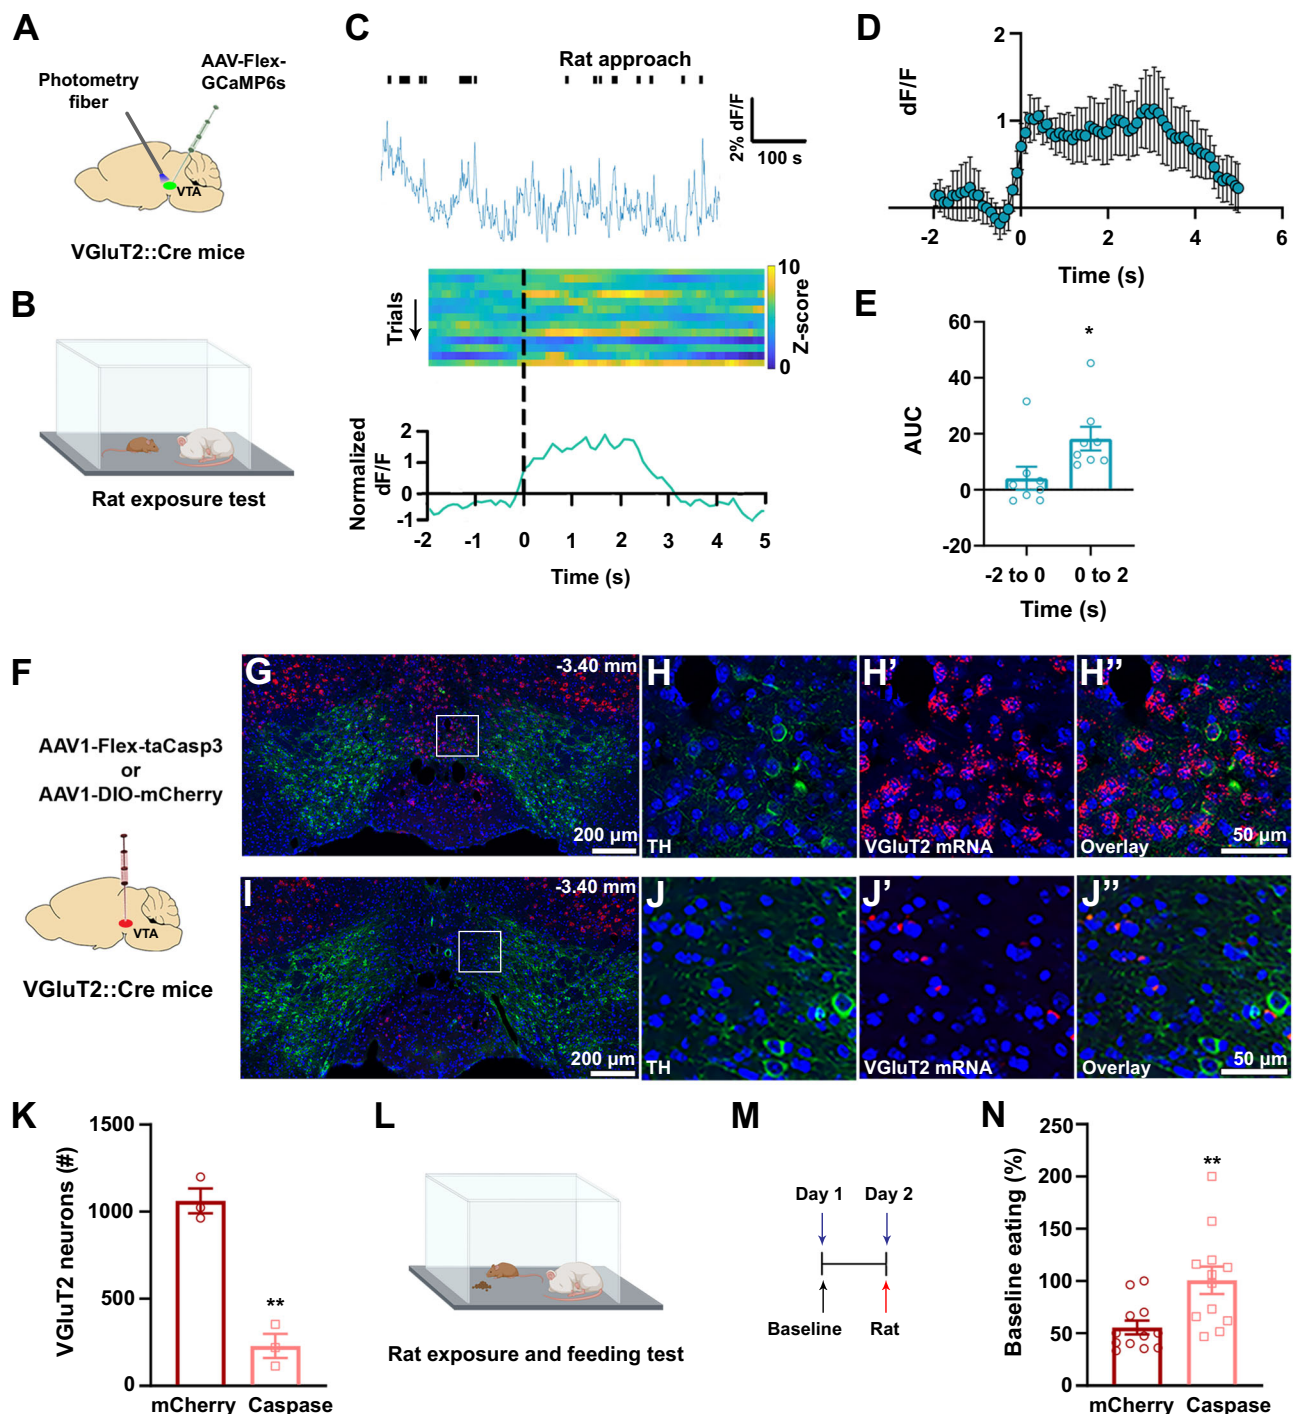 A
Photometry
fiber
AAV-Flex-
GCaMP6s
VTA
VGluT2::Cre mice
B
Rat exposure test
C
Rat approach
2% dF/F
100 s
Trials
10
0
Z-score
Normalized
dF/F
2
1
0
-1
-2 -1 0 1 2 3 4 5
Time (s)
D
dF/F
2
1
-2 0 2 4 6
Time (s)
E
AUC
60
40
20
0
-20
*
-2 to 0 0 to 2
Time (s)
F
AAV1-Flex-taCasp3
or
AAV1-DIO-mCherry
VTA
VGluT2::Cre mice
G
-3.40 mm
200 µm
H
TH
H’
VGluT2 mRNA
H’’
Overlay
50 µm
I
-3.40 mm
200 µm
J
TH
J’
VGluT2 mRNA
J’’
Overlay
50 µm
K
VGluT2 neurons (#)
1500
1000
500
0
**
mCherry Caspase
L
Rat exposure and feeding test
M
Day 1 Day 2
Baseline Rat
N
Baseline eating (%)
250
200
150
100
50
0
**
mCherry Caspase